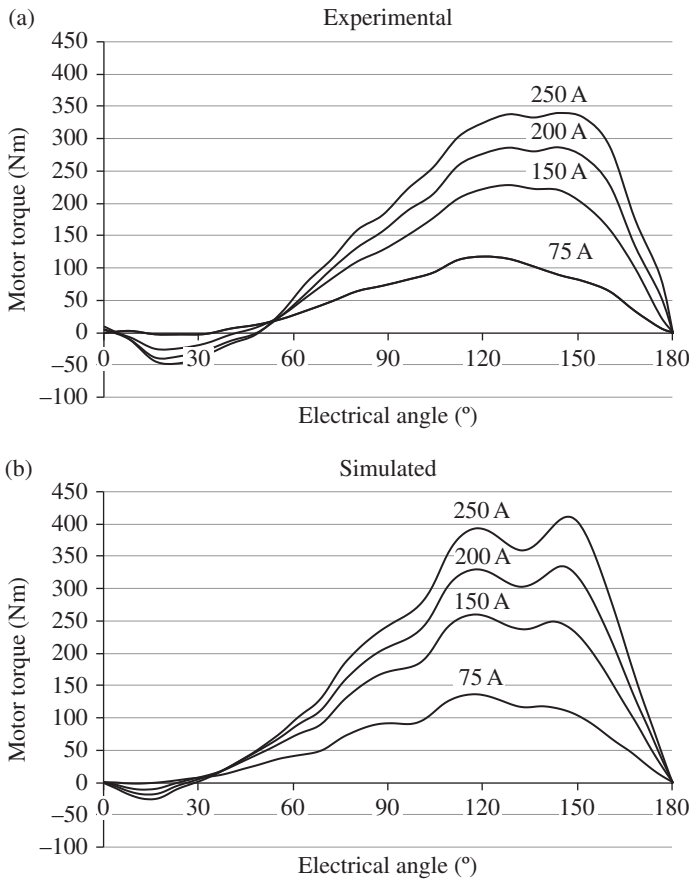 (a)
Experimental
450
400
350
300
250
200
150
100
50
0
–50
–100
Motor torque (Nm)
250 A
200 A
150 A
75 A
0 30 60 90 120 150 180
Electrical angle (º)
(b)
Simulated
450
400
350
300
250
200
150
100
50
0
–50
–100
Motor torque (Nm)
250 A
200 A
150 A
75 A
0 30 60 90 120 150 180
Electrical angle (º)